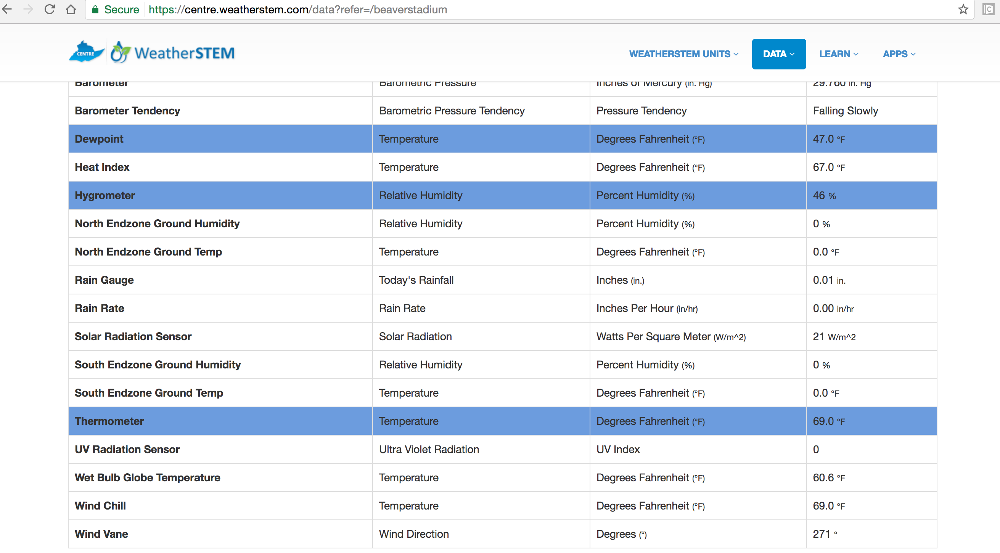 Secure https://centre.weatherstem.com/data?refer=/beaverstadium
CENTRE WeatherSTEM WEATHERSTEM UNITS DATA LEARN APPS
Barometer Barometric Pressure Inches of Mercury (in. Hg) 29.760 in. Hg
Barometer Tendency Barometric Pressure Tendency Pressure Tendency Falling Slowly
Dewpoint Temperature Degrees Fahrenheit (°F) 47.0 °F
Heat Index Temperature Degrees Fahrenheit (°F) 67.0 °F
Hygrometer Relative Humidity Percent Humidity (%) 46 %
North Endzone Ground Humidity Relative Humidity Percent Humidity (%) 0 %
North Endzone Ground Temp Temperature Degrees Fahrenheit (°F) 0.0 °F
Rain Gauge Today's Rainfall Inches (in.) 0.01 in.
Rain Rate Rain Rate Inches Per Hour (in/hr) 0.00 in/hr
Solar Radiation Sensor Solar Radiation Watts Per Square Meter (W/m^2) 21 W/m^2
South Endzone Ground Humidity Relative Humidity Percent Humidity (%) 0 %
South Endzone Ground Temp Temperature Degrees Fahrenheit (°F) 0.0 °F
Thermometer Temperature Degrees Fahrenheit (°F) 69.0 °F
UV Radiation Sensor Ultra Violet Radiation UV Index 0
Wet Bulb Globe Temperature Temperature Degrees Fahrenheit (°F) 60.6 °F
Wind Chill Temperature Degrees Fahrenheit (°F) 69.0 °F
Wind Vane Wind Direction Degrees (°) 271 °